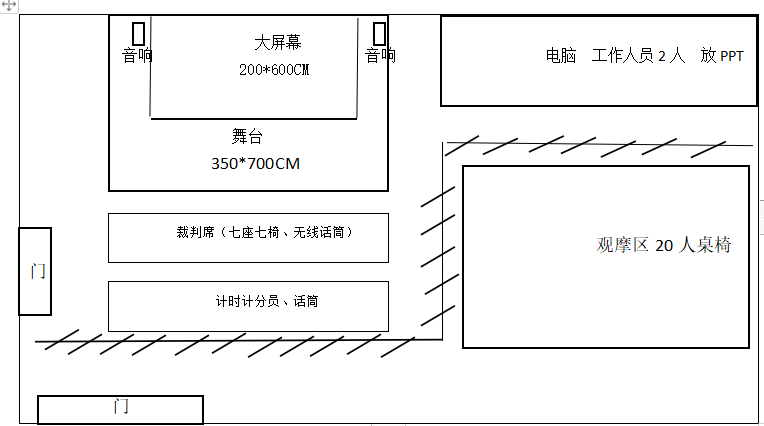 大屏幕
音响
音响
电脑 工作人员 2 人 放 PPT
200*600CM
舞台
350*700CM
裁判席（七座七椅、无线话筒）
观摩区 20 人桌椅
门
计时计分员、话筒
门